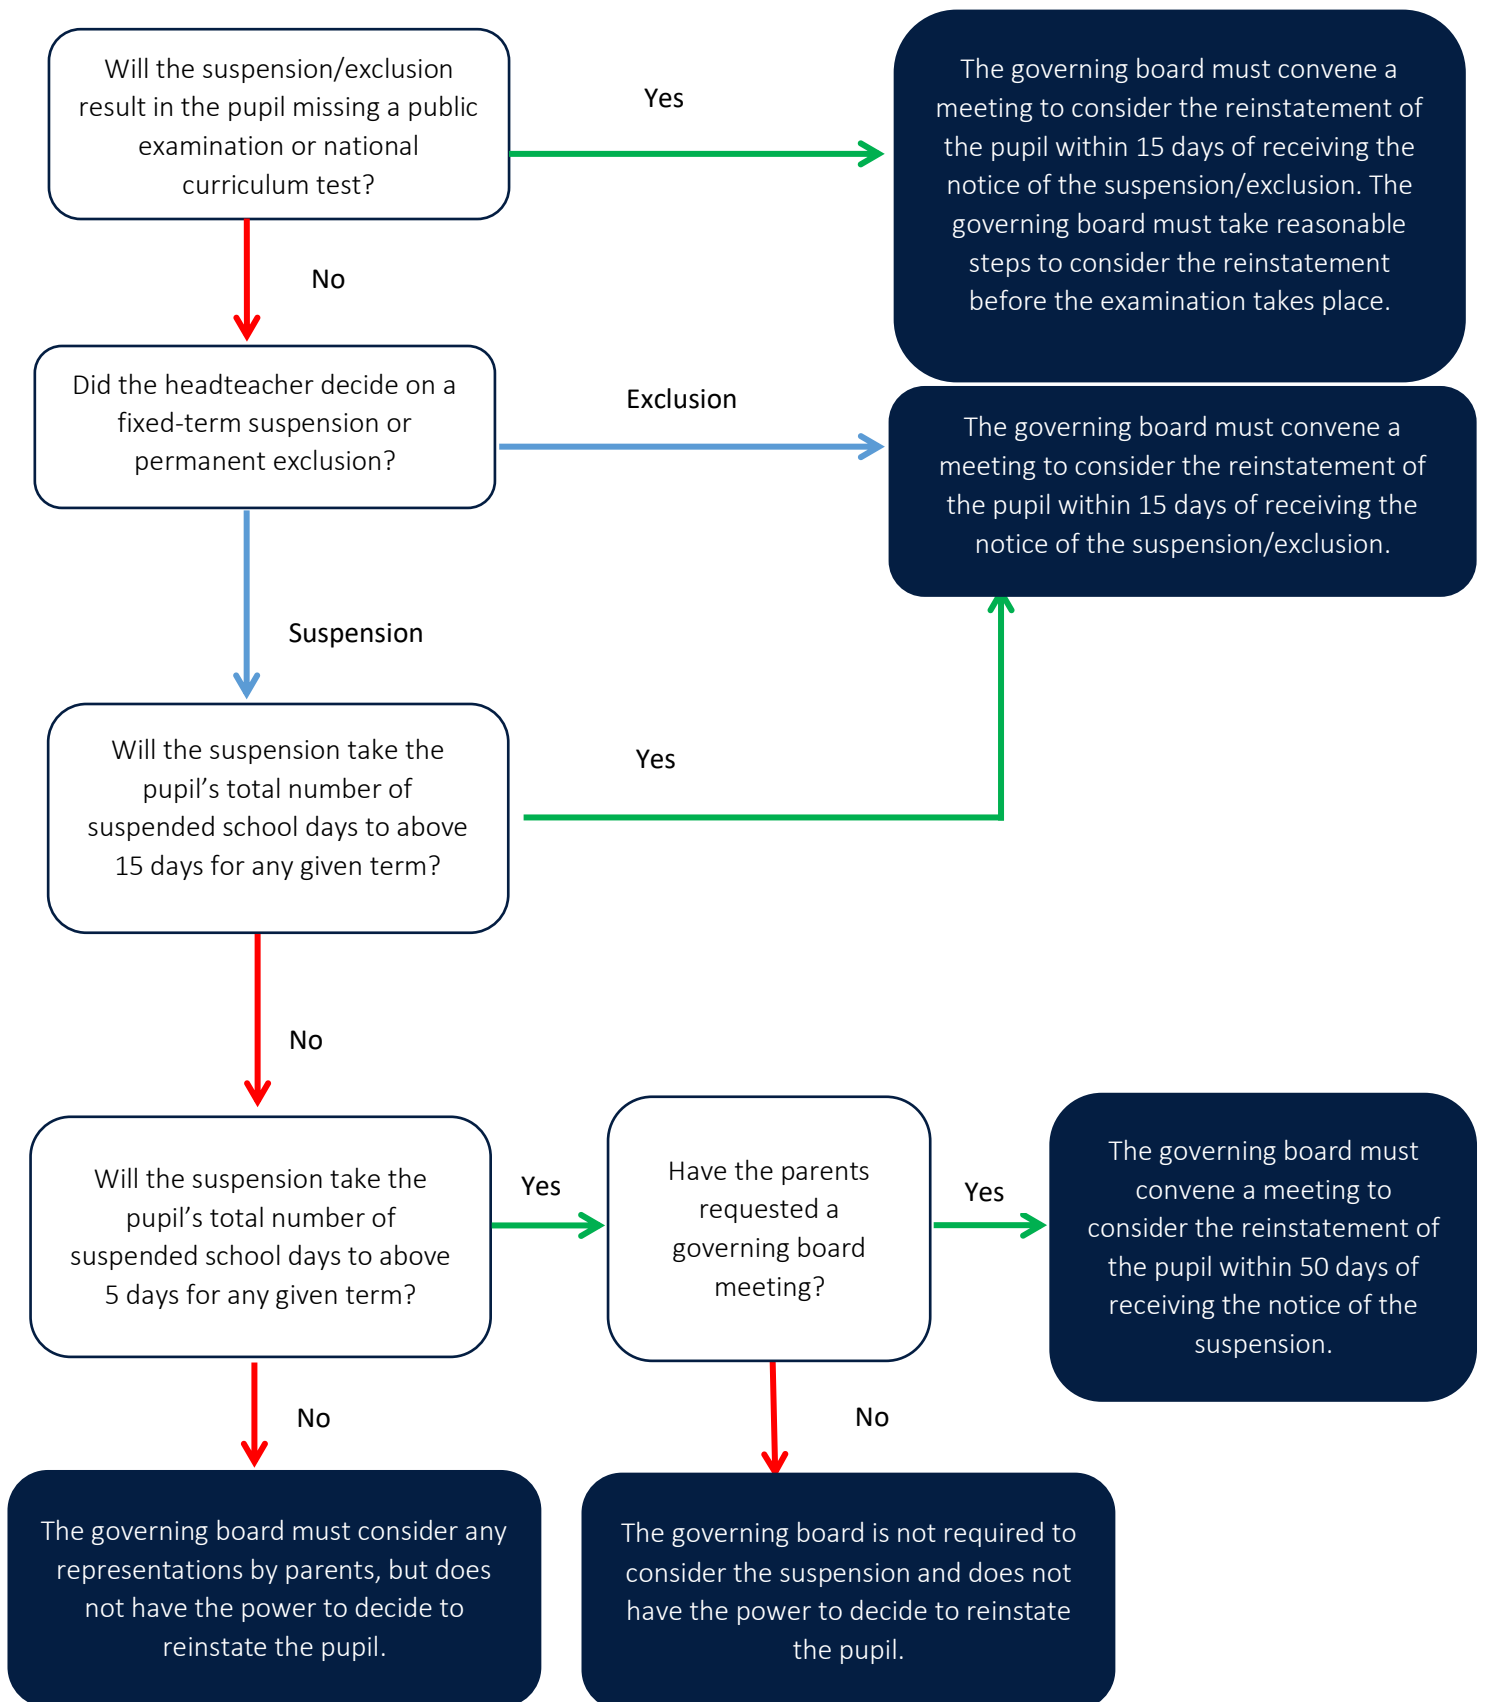 Will the suspension/exclusion
result in the pupil missing a public
examination or national
curriculum test?
Yes
The governing board must convene a
meeting to consider the reinstatement of
the pupil within 15 days of receiving the
notice of the suspension/exclusion. The
governing board must take reasonable
steps to consider the reinstatement
before the examination takes place.
No
Did the headteacher decide on a
fixed-term suspension or
permanent exclusion?
Exclusion
The governing board must convene a
meeting to consider the reinstatement of
the pupil within 15 days of receiving the
notice of the suspension/exclusion.
Suspension
Will the suspension take the
pupil’s total number of
suspended school days to above
15 days for any given term?
Yes
No
Will the suspension take the
pupil’s total number of
suspended school days to above
5 days for any given term?
Yes
Have the parents
requested a
governing board
meeting?
Yes
The governing board must
convene a meeting to
consider the reinstatement of
the pupil within 50 days of
receiving the notice of the
suspension.
No
No
The governing board must consider any
representations by parents, but does
not have the power to decide to
reinstate the pupil.
The governing board is not required to
consider the suspension and does not
have the power to decide to reinstate
the pupil.